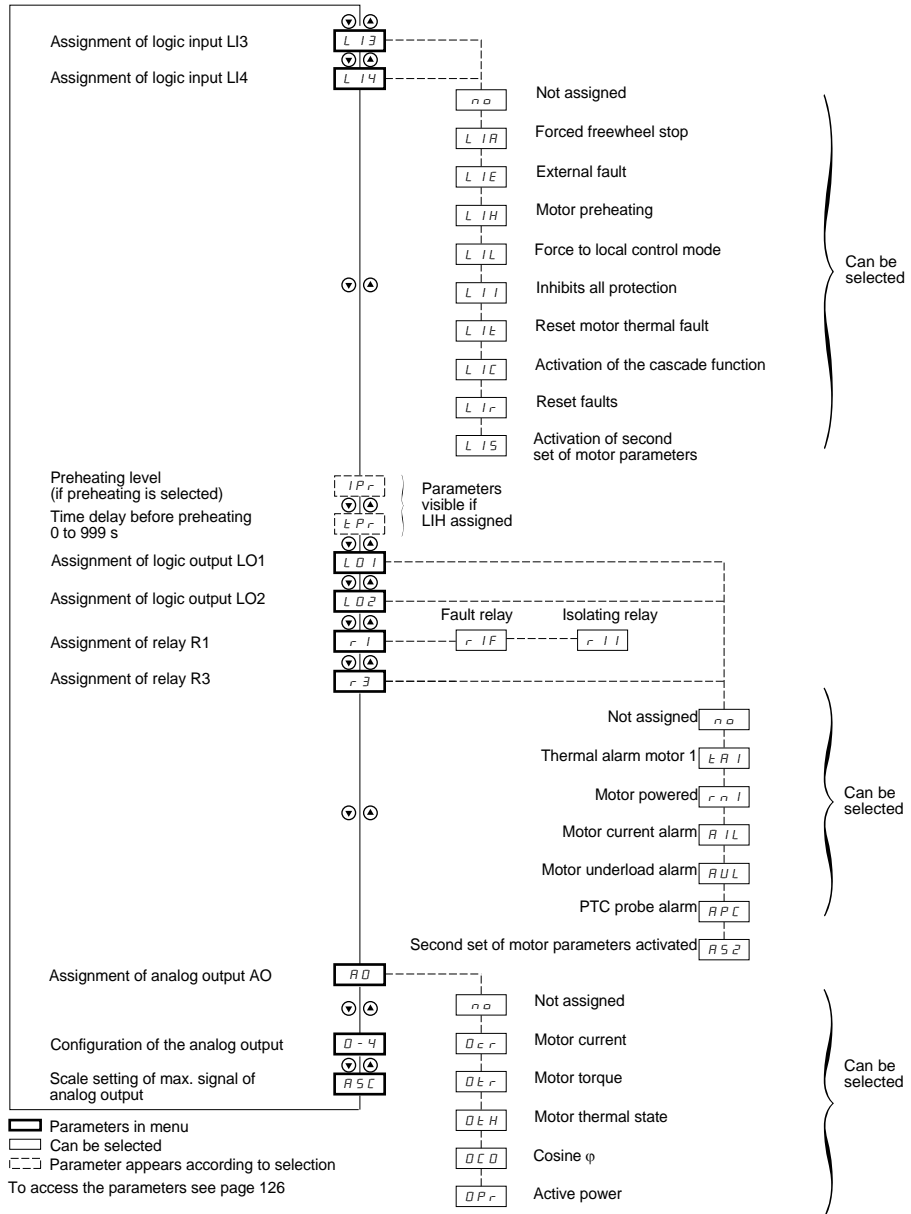 Assignment of logic input LI3
LI3
Assignment of logic input LI4
LI4
no
Not assigned
LIA
Forced freewheel stop
LIE
External fault
LIH
Motor preheating
LIL
Force to local control mode
LII
Inhibits all protection
LIt
Reset motor thermal fault
LIC
Activation of the cascade function
LIr
Reset faults
LIS
Activation of second
set of motor parameters
Can be
selected
Preheating level
(if preheating is selected)
IPr
Time delay before preheating
0 to 999 s
tPr
Parameters
visible if
LIH assigned
Assignment of logic output LO1
LO1
Assignment of logic output LO2
LO2
Assignment of relay R1
r1
Fault relay
r1F
Isolating relay
r1I
Assignment of relay R3
r3
Not assigned
no
Thermal alarm motor 1
tA1
Motor powered
rn1
Motor current alarm
AIL
Motor underload alarm
AUL
PTC probe alarm
APC
Second set of motor parameters activated
AS2
Can be
selected
Assignment of analog output AO
AO
Configuration of the analog output
O-4
Scale setting of max. signal of
analog output
ASC
no
Not assigned
Ocr
Motor current
Otr
Motor torque
OtH
Motor thermal state
OCO
Cosine φ
OPr
Active power
Can be
selected
Parameters in menu
Can be selected
Parameter appears according to selection
To access the parameters see page 126